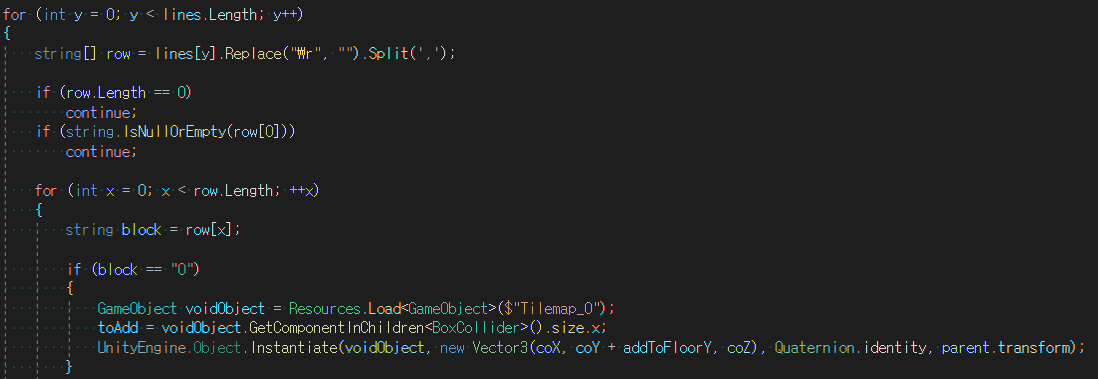 for (int y = 0; y < lines.Length; y++)
{
string[] row = lines[y].Replace("₩r", "").Split(',');
if (row.Length == 0)
continue;
if (string.IsNullOrEmpty(row[0]))
continue;
for (int x = 0; x < row.Length; ++x)
{
string block = row[x];
if (block == "0")
{
GameObject voidObject = Resources.Load<GameObject>($"Tilemap_0");
toAdd = voidObject.GetComponentInChildren<BoxCollider>().size.x;
UnityEngine.Object.Instantiate(voidObject, new Vector3(coX, coY + addToFloorY, coZ), Quaternion.identity, parent.transform);
}